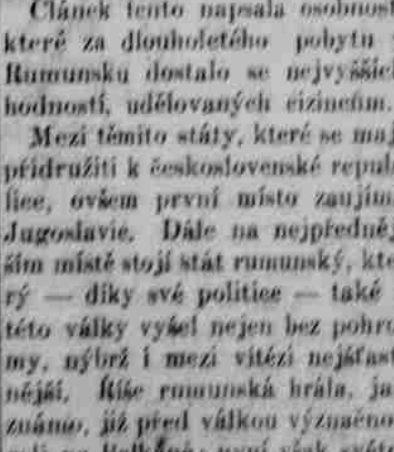 Článek tento napsala osobnost
které za dlouholetého pobytu
Rumunsku dostalo se nejvyššíc
hodností, udělovaných cizincům.
Mezi těmito státy, které se maj
přidružiti k československé repul
lice, ovšem první místo zaujím
Jugoslavie. Dále na nejpředněj
ším místě stojí stát rumunský, kte
rý — díky své politice — také
této války vyšel nejen bez pohro
my, nýbrž i mezi vítězi nejšťast
nější. Říše rumunská hrála, ja
známo, již před válkou význačno